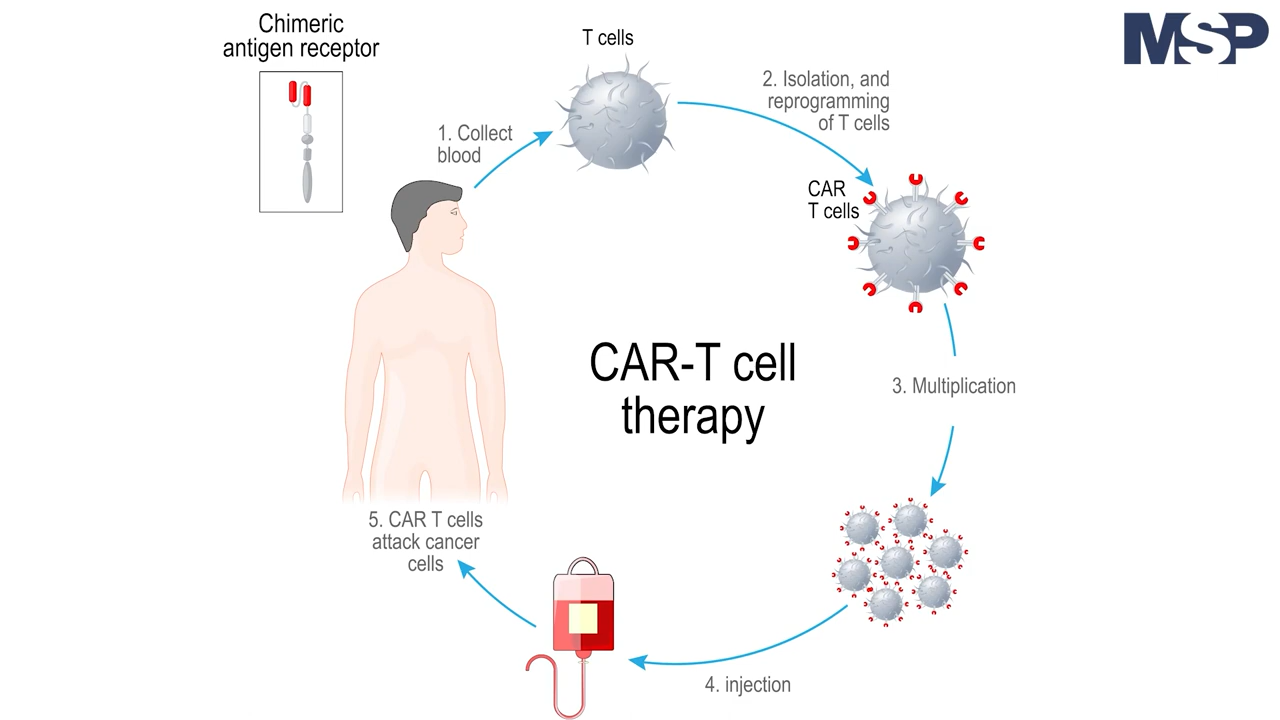 Chimeric
antigen receptor
T cells
MSP
1. Collect
blood
2. Isolation, and
reprogramming
of T cells
CAR
T cells
CAR-T cell
therapy
3. Multiplication
5. CAR T cells
attack cancer
cells
4. injection